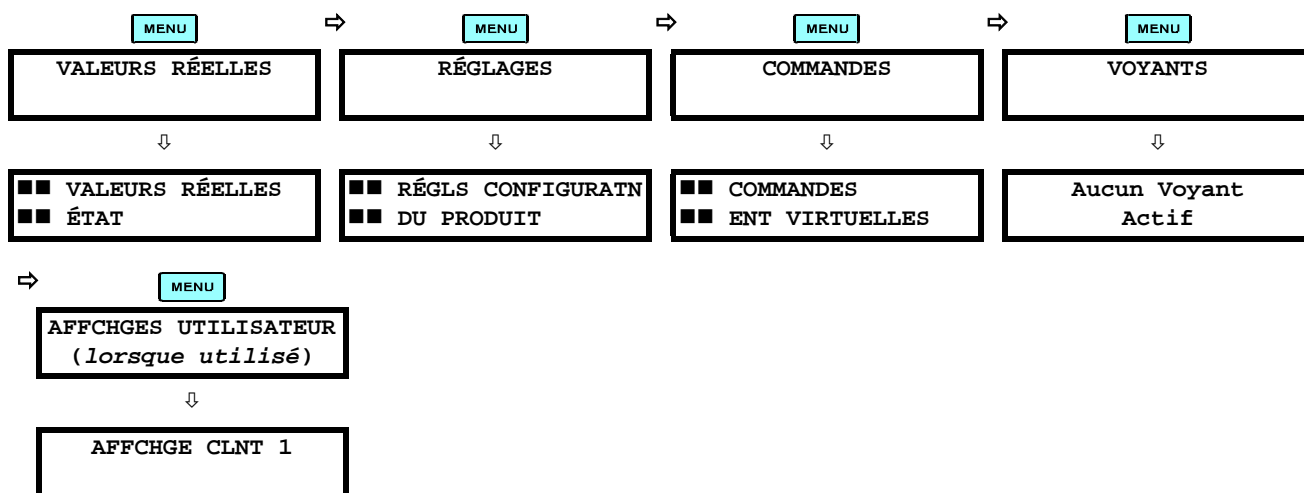 MENU ⇨ MENU ⇨ MENU ⇨ MENU
VALEURS RÉELLES RÉGLAGES COMMANDES VOYANTS
⇩ ⇩ ⇩ ⇩
■■ VALEURS RÉELLES ■■ RÉGLS CONFIGURATN ■■ COMMANDES Aucun Voyant
■■ ÉTAT ■■ DU PRODUIT ■■ ENT VIRTUELLES Actif
⇨ MENU
AFFCHGES UTILISATEUR
(lorsque utilisé)
⇩
AFFCHGE CLNT 1